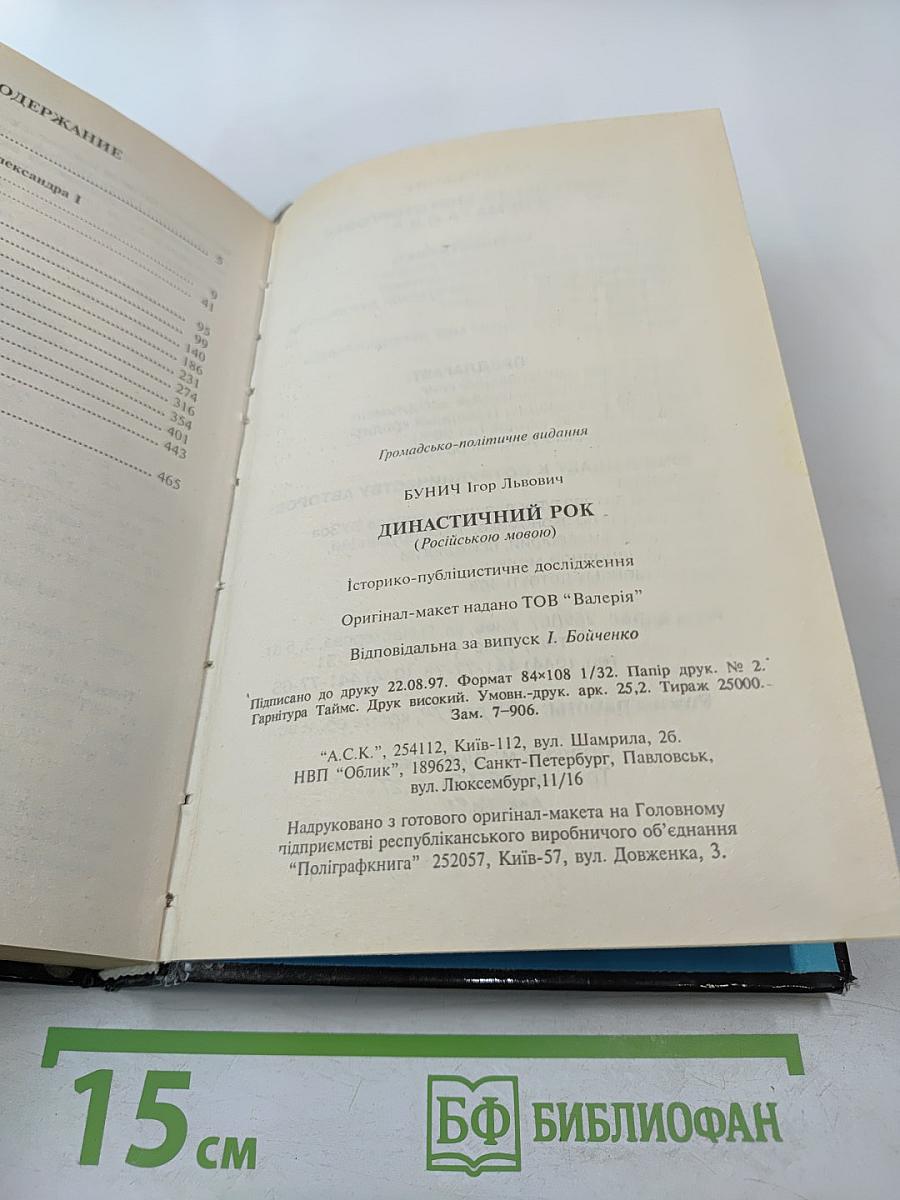 ОДЕРЖАНИЕ
лександра I
5
9
41
95
99
140
186
231
274
316
354
401
443
465
Громадсько-політичне видання
БУНИЧ Ігор Львович
ДИНАСТИЧНИЙ РОК
(Російською мовою)
Історико-публіцистичне дослідження
Оригінал-макет надано ТОВ “Валерія”
Відповідальна за випуск І. Бойченко
Підписано до друку 22.08.97. Формат 84×108 1/32. Папір друк. № 2.
Гарнітура Таймс. Друк високий. Умовн.-друк. арк. 25,2. Тираж 25000.
Зам. 7–906.
“А.С.К.”, 254112, Київ-112, вул. Шамрила, 2б.
НВП “Облик”, 189623, Санкт-Петербург, Павловськ,
вул. Люксембург,11/16
Надруковано з готового оригінал-макета на Головному
підприємстві республіканського виробничого об’єднання
“Поліграфкнига” 252057, Київ-57, вул. Довженка, 3.
15 см
БФ БИБЛИОФАН